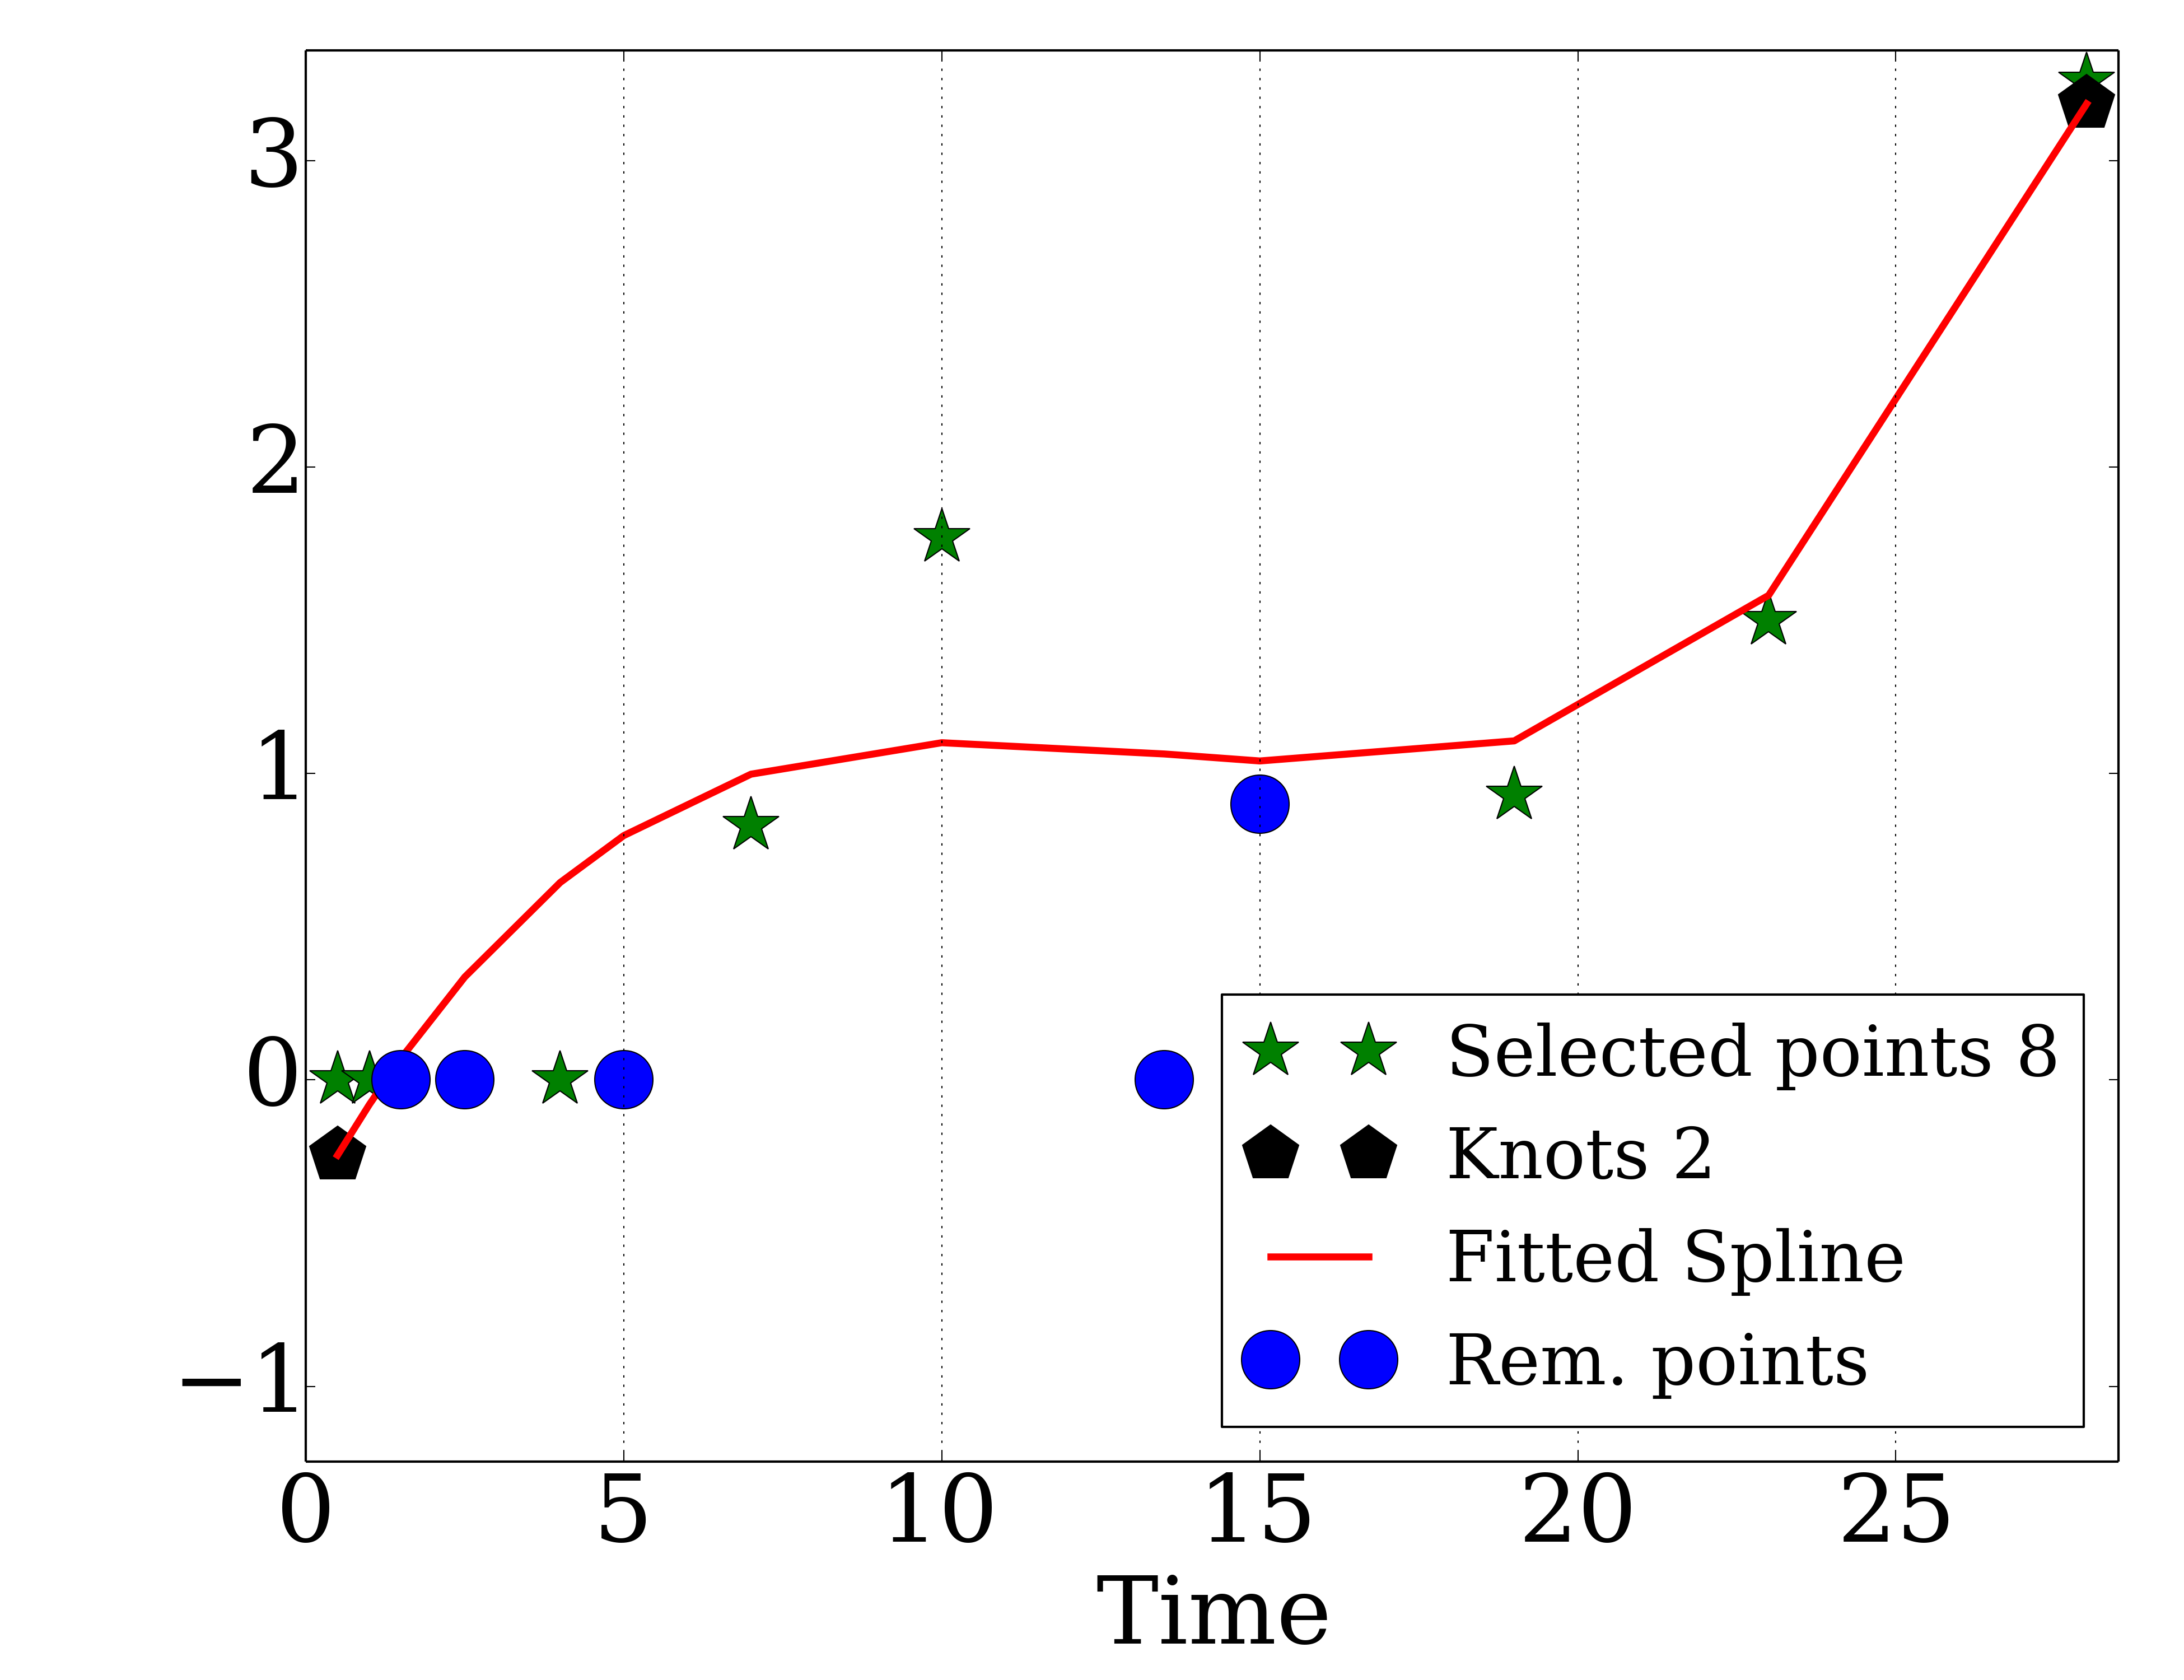 3
2
1
0
−1
Selected points 8
Knots 2
Fitted Spline
Rem. points
0 5 10 15 20 25
Time